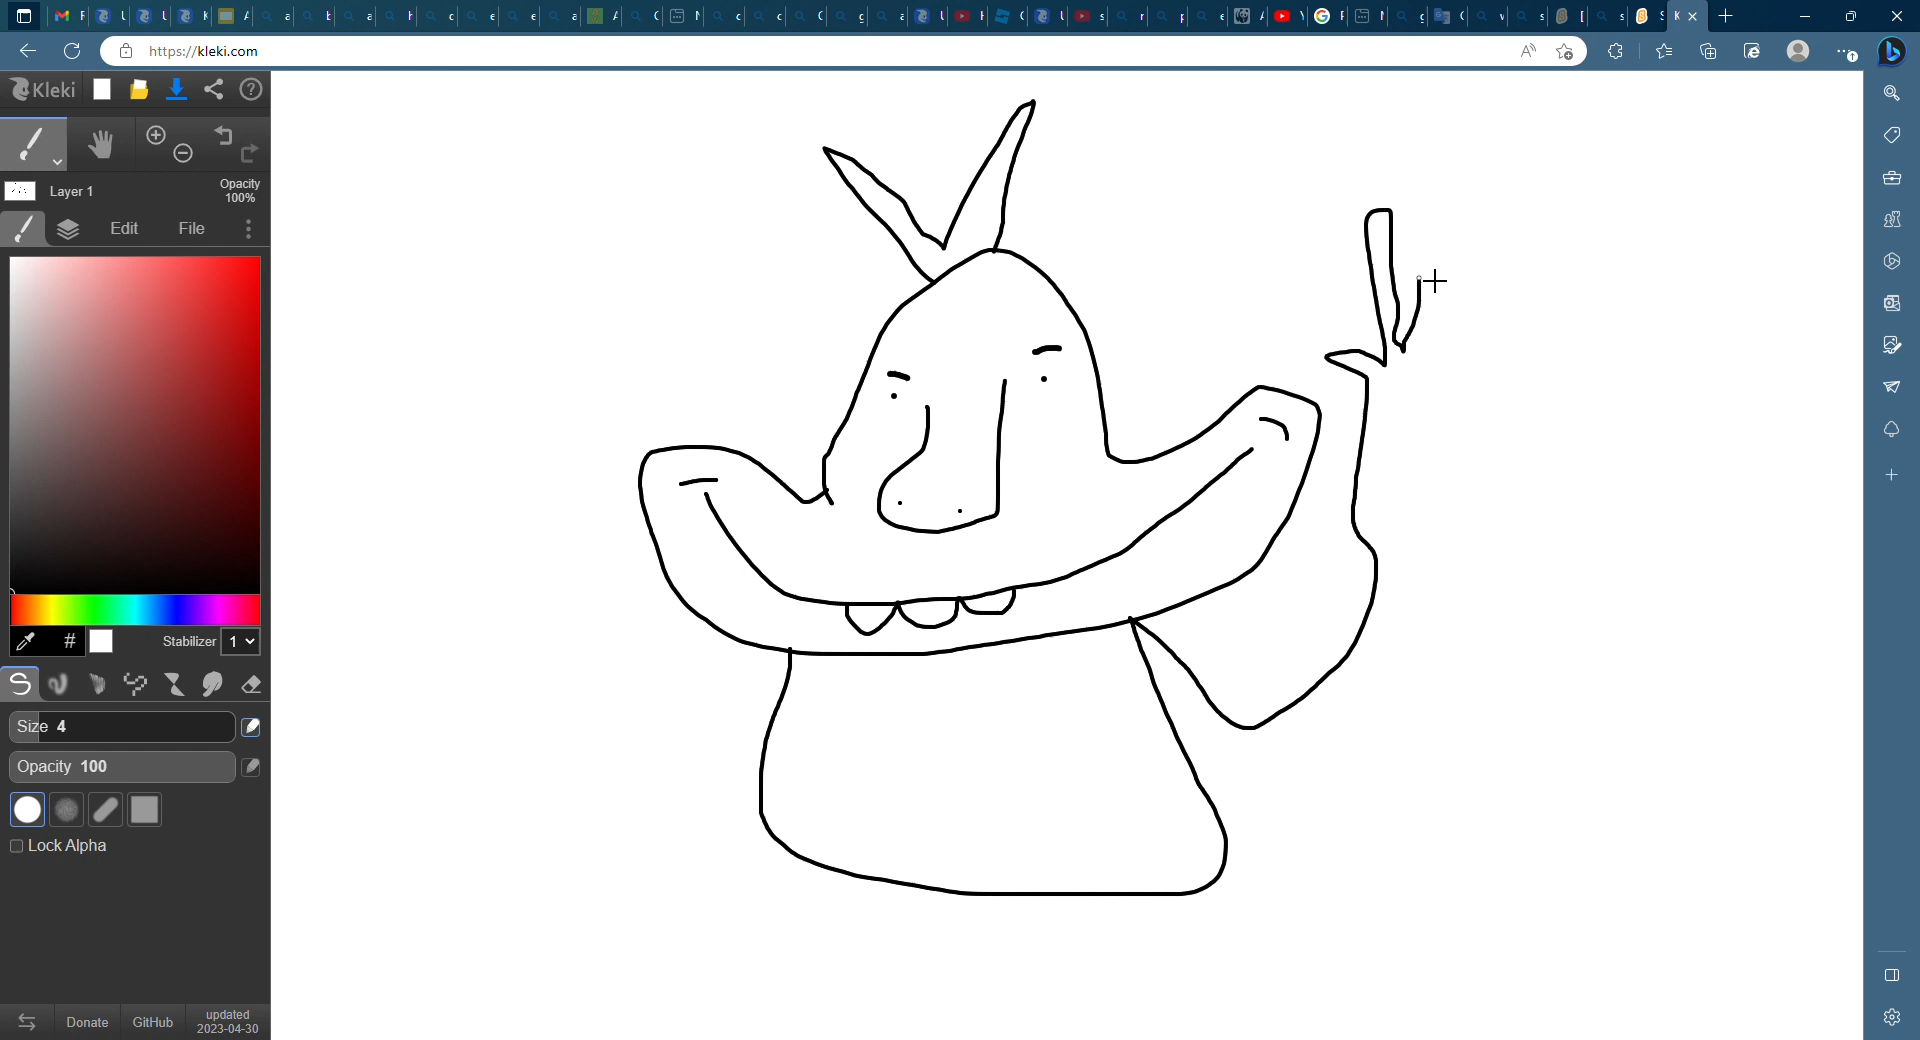 https://kleki.com
Kleki
Layer 1
Opacity
100%
Edit
File
#
Stabilizer
1
Size 4
Opacity 100
Lock Alpha
Donate
GitHub
updated
2023-04-30